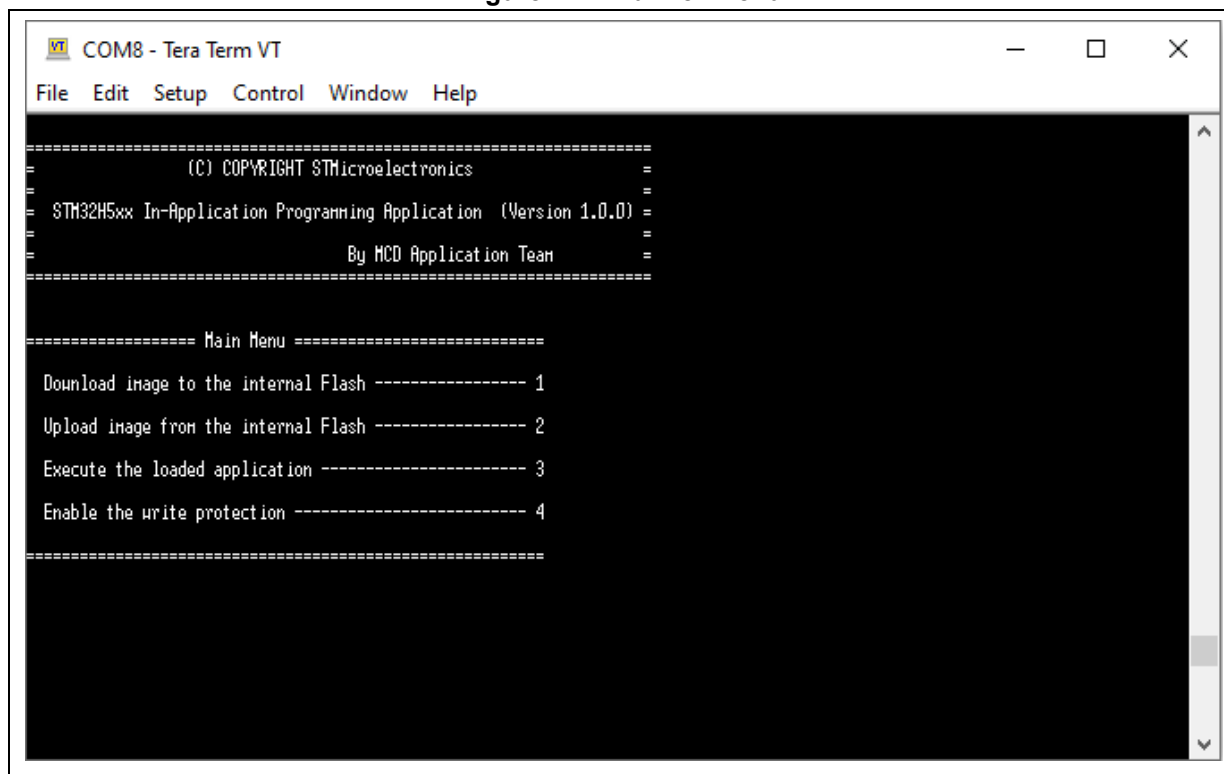 COM8 - Tera Term VT
File Edit Setup Control Window Help
======================================================================
=                 (C) COPYRIGHT STMicroelectronics                   =
=                                                                    =
=  STM32H5xx In-Application Programming Application  (Version 1.0.0) =
=                                                                    =
=                                   By MCD Application Team          =
======================================================================
=================== Main Menu ============================
Download image to the internal Flash ----------------- 1
Upload image from the internal Flash ----------------- 2
Execute the loaded application ----------------------- 3
Enable the write protection -------------------------- 4
==========================================================